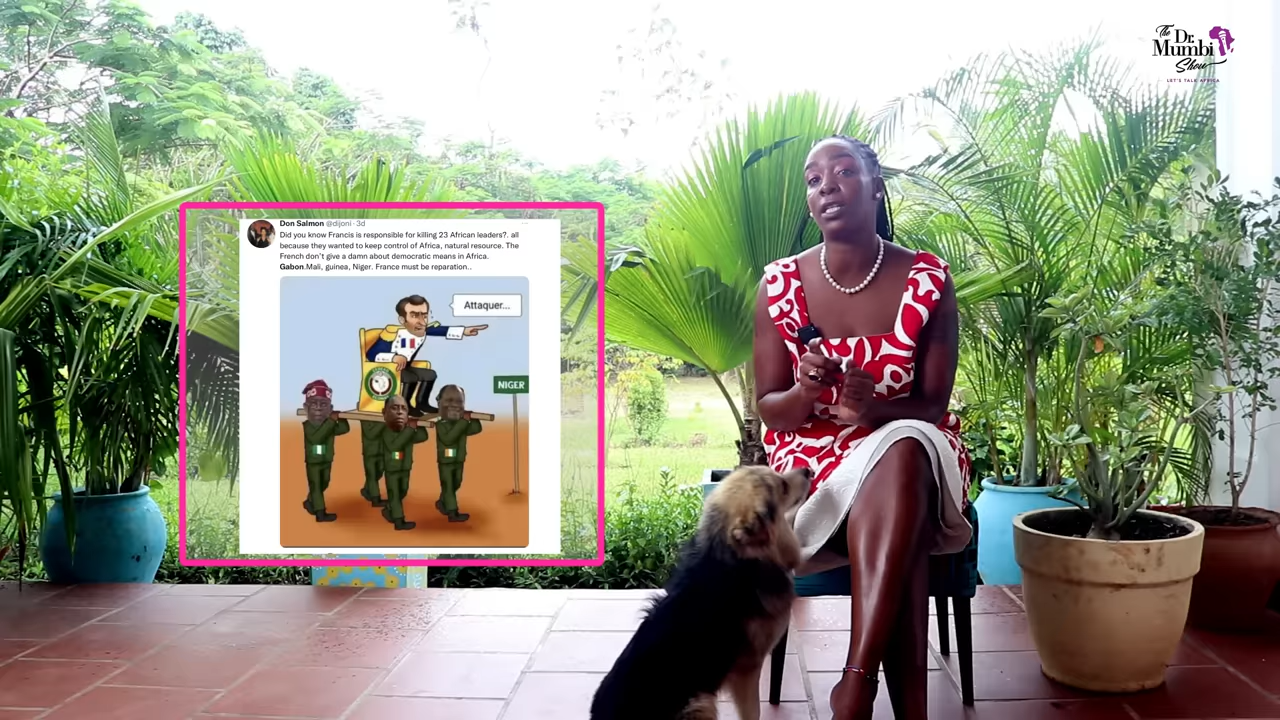 The
Dr.
Mumbi
Show
LET'S TALK AFRICA
Don Salmon @dijoni · 3d
Did you know Francis is responsible for killing 23 African leaders?. all
because they wanted to keep control of Africa, natural resource. The
French don't give a damn about democratic means in Africa.
Gabon.Mali, guinea, Niger. France must be reparation..
Attaquer...
NIGER